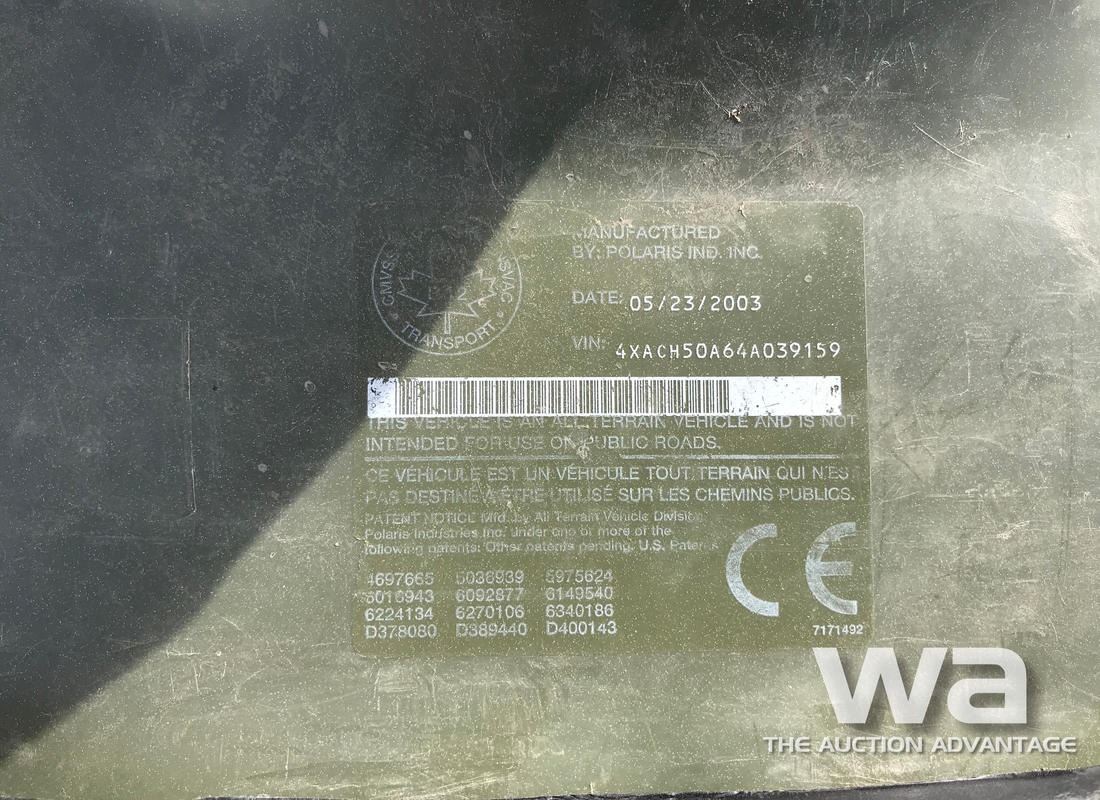 MANUFACTURED
BY: POLARIS IND. INC.
CMVSS
SVAC
TRANSPORT
DATE: 05/23/2003
VIN: 4XACH50A64A039159
THIS VEHICLE IS AN ALL TERRAIN VEHICLE AND IS NOT
INTENDED FOR USE ON PUBLIC ROADS.
CE VÉHICULE EST UN VÉHICULE TOUT TERRAIN QUI N'ES
PAS DESTINÉ A ÊTRE UTILISÉ SUR LES CHEMINS PUBLICS.
PATENT NOTICE Mfd. by All Terrain Vehicle Division
Polaris Industries Inc. under one or more of the
following patents: Other patents pending. U.S. Patents
4697665 5036939 5975624
6016943 6092877 6149540
6224134 6270106 6340186
D378080 D389440 D400143
CE
7171492
wa
THE AUCTION ADVANTAGE